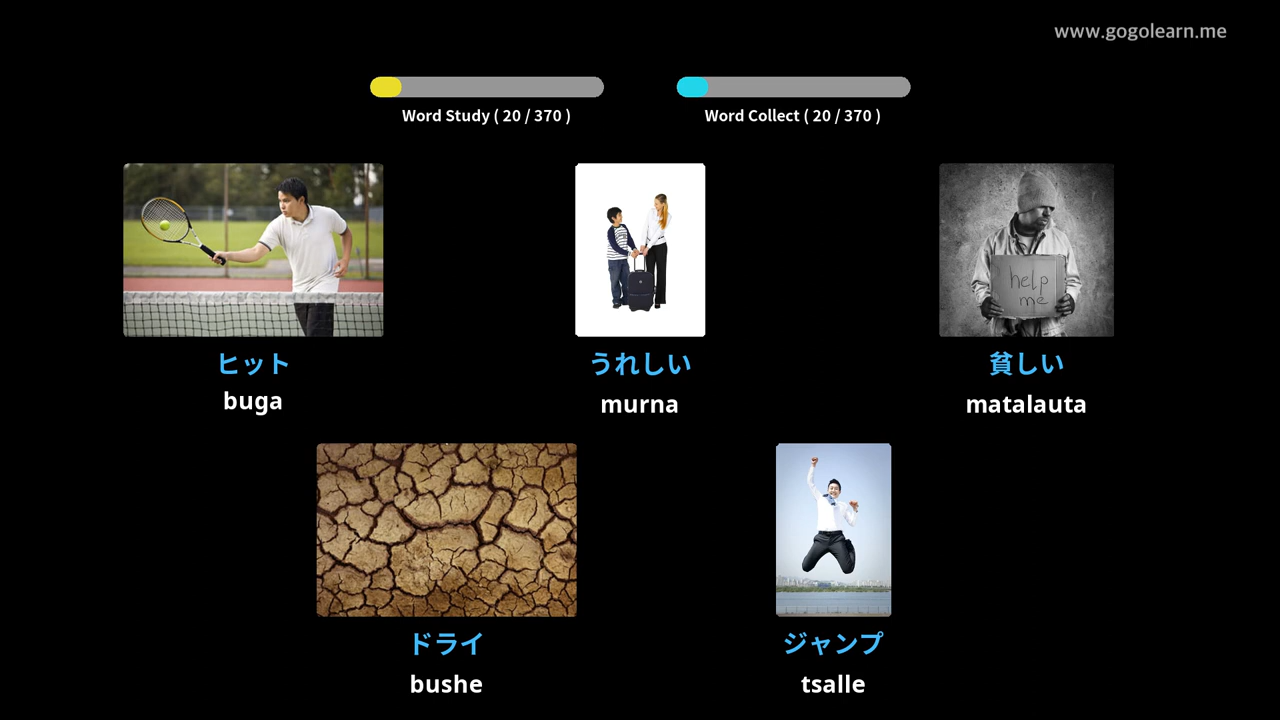 www.gogolearn.me
Word Study ( 20 / 370 )
Word Collect ( 20 / 370 )
help
me
ヒット
buga
うれしい
murna
貧しい
matalauta
ドライ
bushe
ジャンプ
tsalle